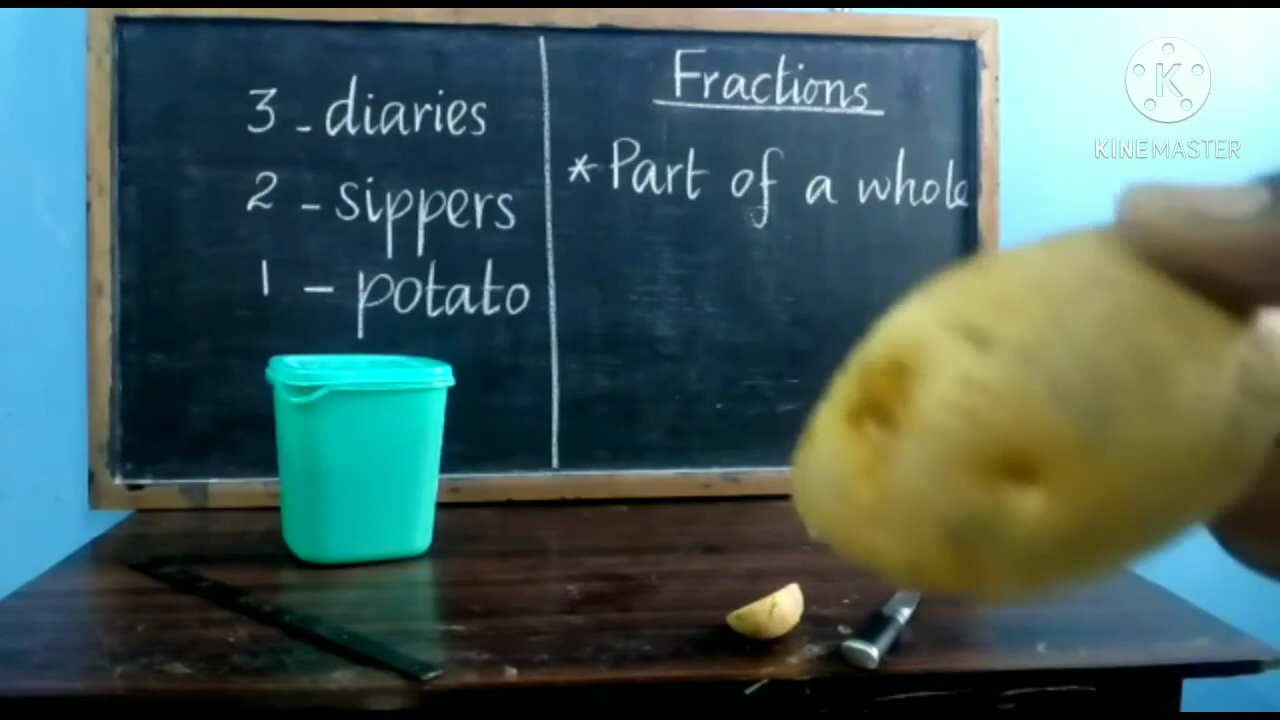 3 - diaries
2 - sippers
1 - potato
Fractions
* Part of a whole
K
KINEMASTER